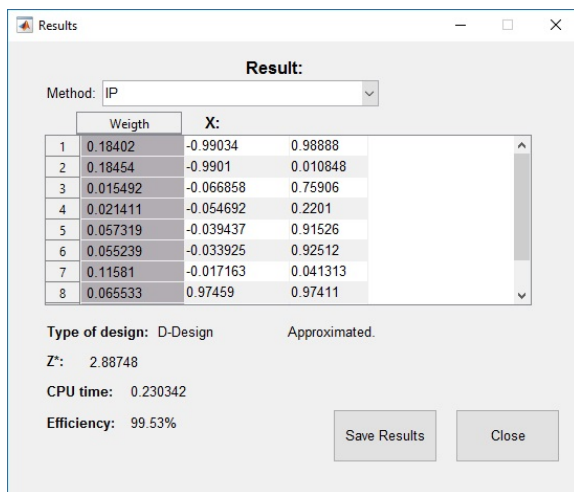 Results
Result:
Method: IP
Weigth X:
1 0.18402 -0.99034 0.98888
2 0.18454 -0.9901 0.010848
3 0.015492 -0.066858 0.75906
4 0.021411 -0.054692 0.2201
5 0.057319 -0.039437 0.91526
6 0.055239 -0.033925 0.92512
7 0.11581 -0.017163 0.041313
8 0.065533 0.97459 0.97411
Type of design: D-Design Approximated.
Z*: 2.88748
CPU time: 0.230342
Efficiency: 99.53%
Save Results Close